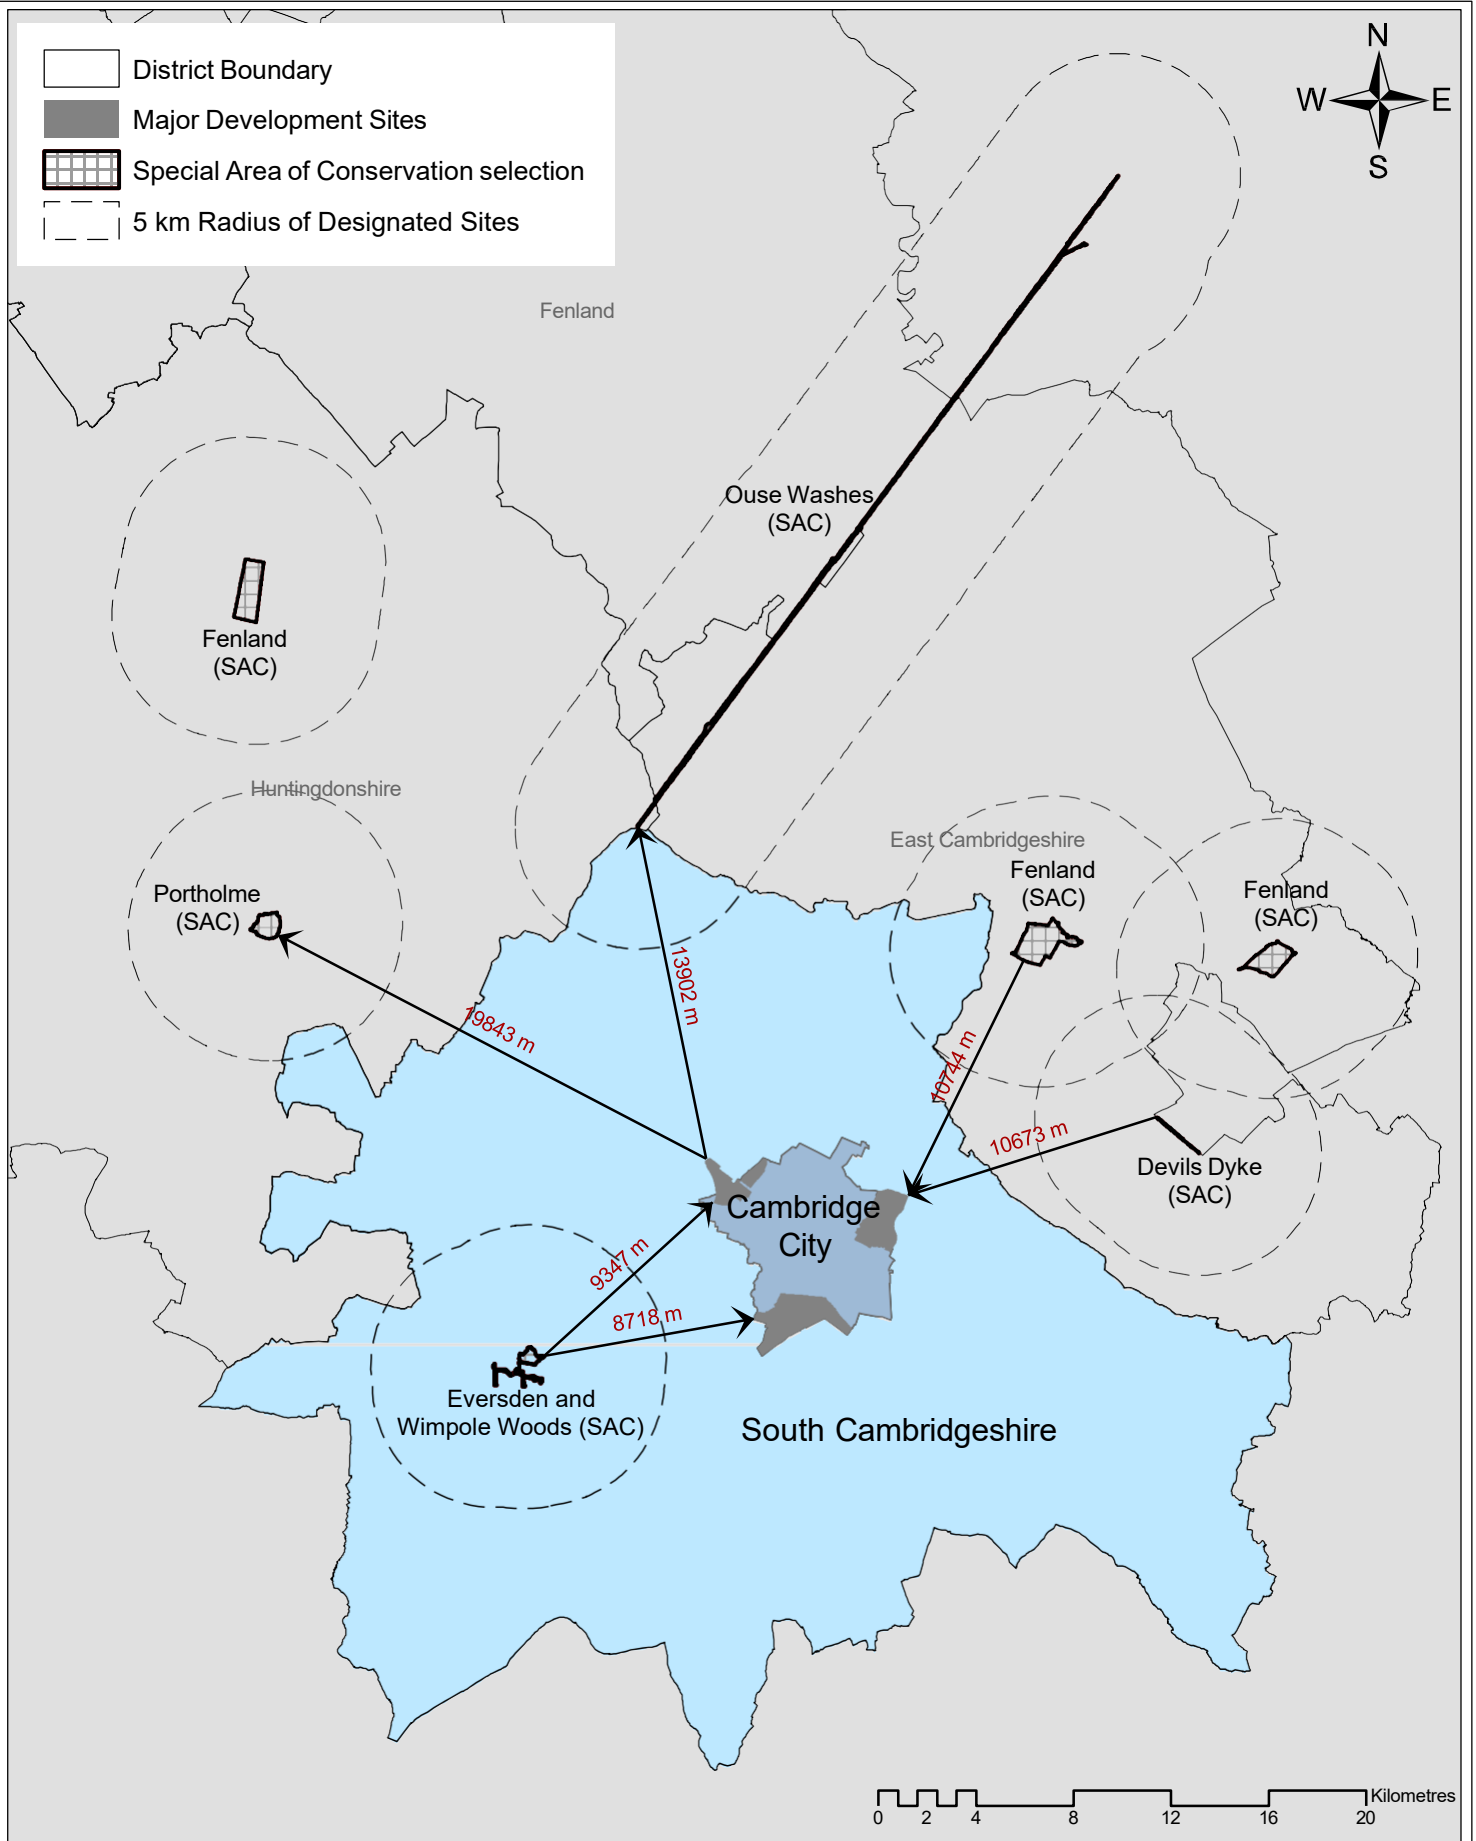 District Boundary
Major Development Sites
Special Area of Conservation selection
5 km Radius of Designated Sites
N
W
E
S
Fenland
Ouse Washes
(SAC)
Fenland
(SAC)
Huntingdonshire
East Cambridgeshire
Portholme
(SAC)
Fenland
(SAC)
Fenland
(SAC)
13902 m
19843 m
10744 m
10673 m
Devils Dyke
(SAC)
Cambridge
City
9347 m
8718 m
Eversden and
Wimpole Woods (SAC)
South Cambridgeshire
Kilometres
0 2 4 8 12 16 20